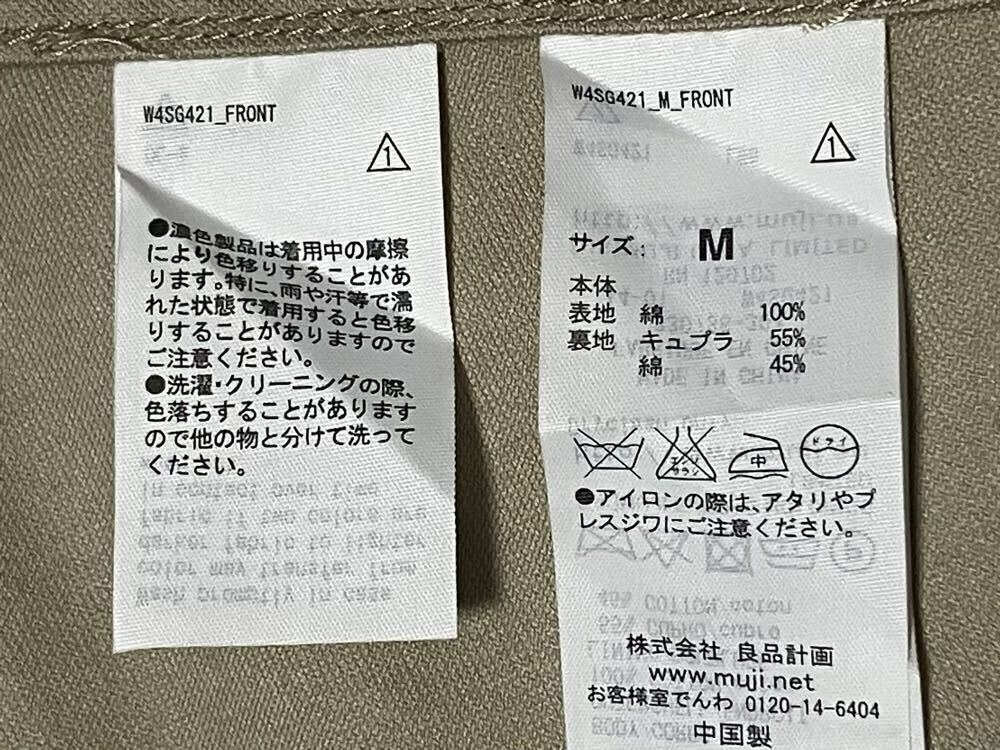 W4SG421_FRONT
1
●濃色製品は着用中の摩擦
により色移りすることがあ
ります。特に、雨や汗等で濡
れた状態で着用すると色移
りすることがありますので
ご注意ください。
●洗濯・クリーニングの際、
色落ちすることがあります
ので他の物と分けて洗って
ください。
W4SG421_M_FRONT
1
サイズ: M
本体
表地 綿 100%
裏地 キュプラ 55%
綿 45%
エンソ サラシ 中 ドライ
●アイロンの際は、アタリやプ
レスジワにご注意ください。
株式会社 良品計画
www.muji.net
お客様室でんわ 0120-14-6404
中国製